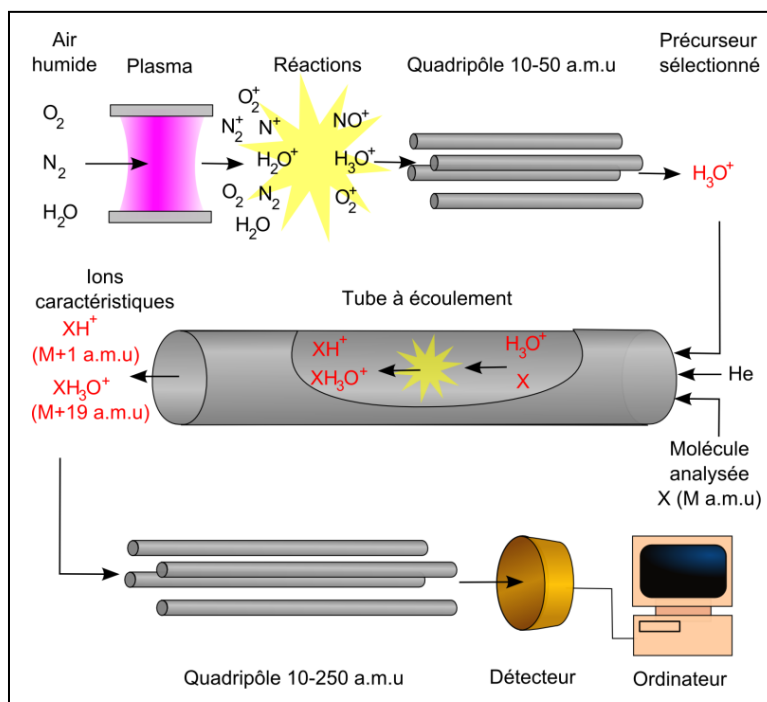 Air
humide
Plasma
Réactions
Quadripôle 10-50 a.m.u
Précurseur
sélectionné
O₂
N₂
H₂O
O₂⁺
N₂⁺
N⁺
NO⁺
H₂O⁺
H₃O⁺
O₂
N₂
O₂⁺
H₂O
H₃O⁺
Ions
caractéristiques
XH⁺
(M+1 a.m.u)
XH₃O⁺
(M+19 a.m.u)
Tube à écoulement
XH⁺
XH₃O⁺
H₃O⁺
X
He
Molécule
analysée
X (M a.m.u)
Quadripôle 10-250 a.m.u
Détecteur
Ordinateur